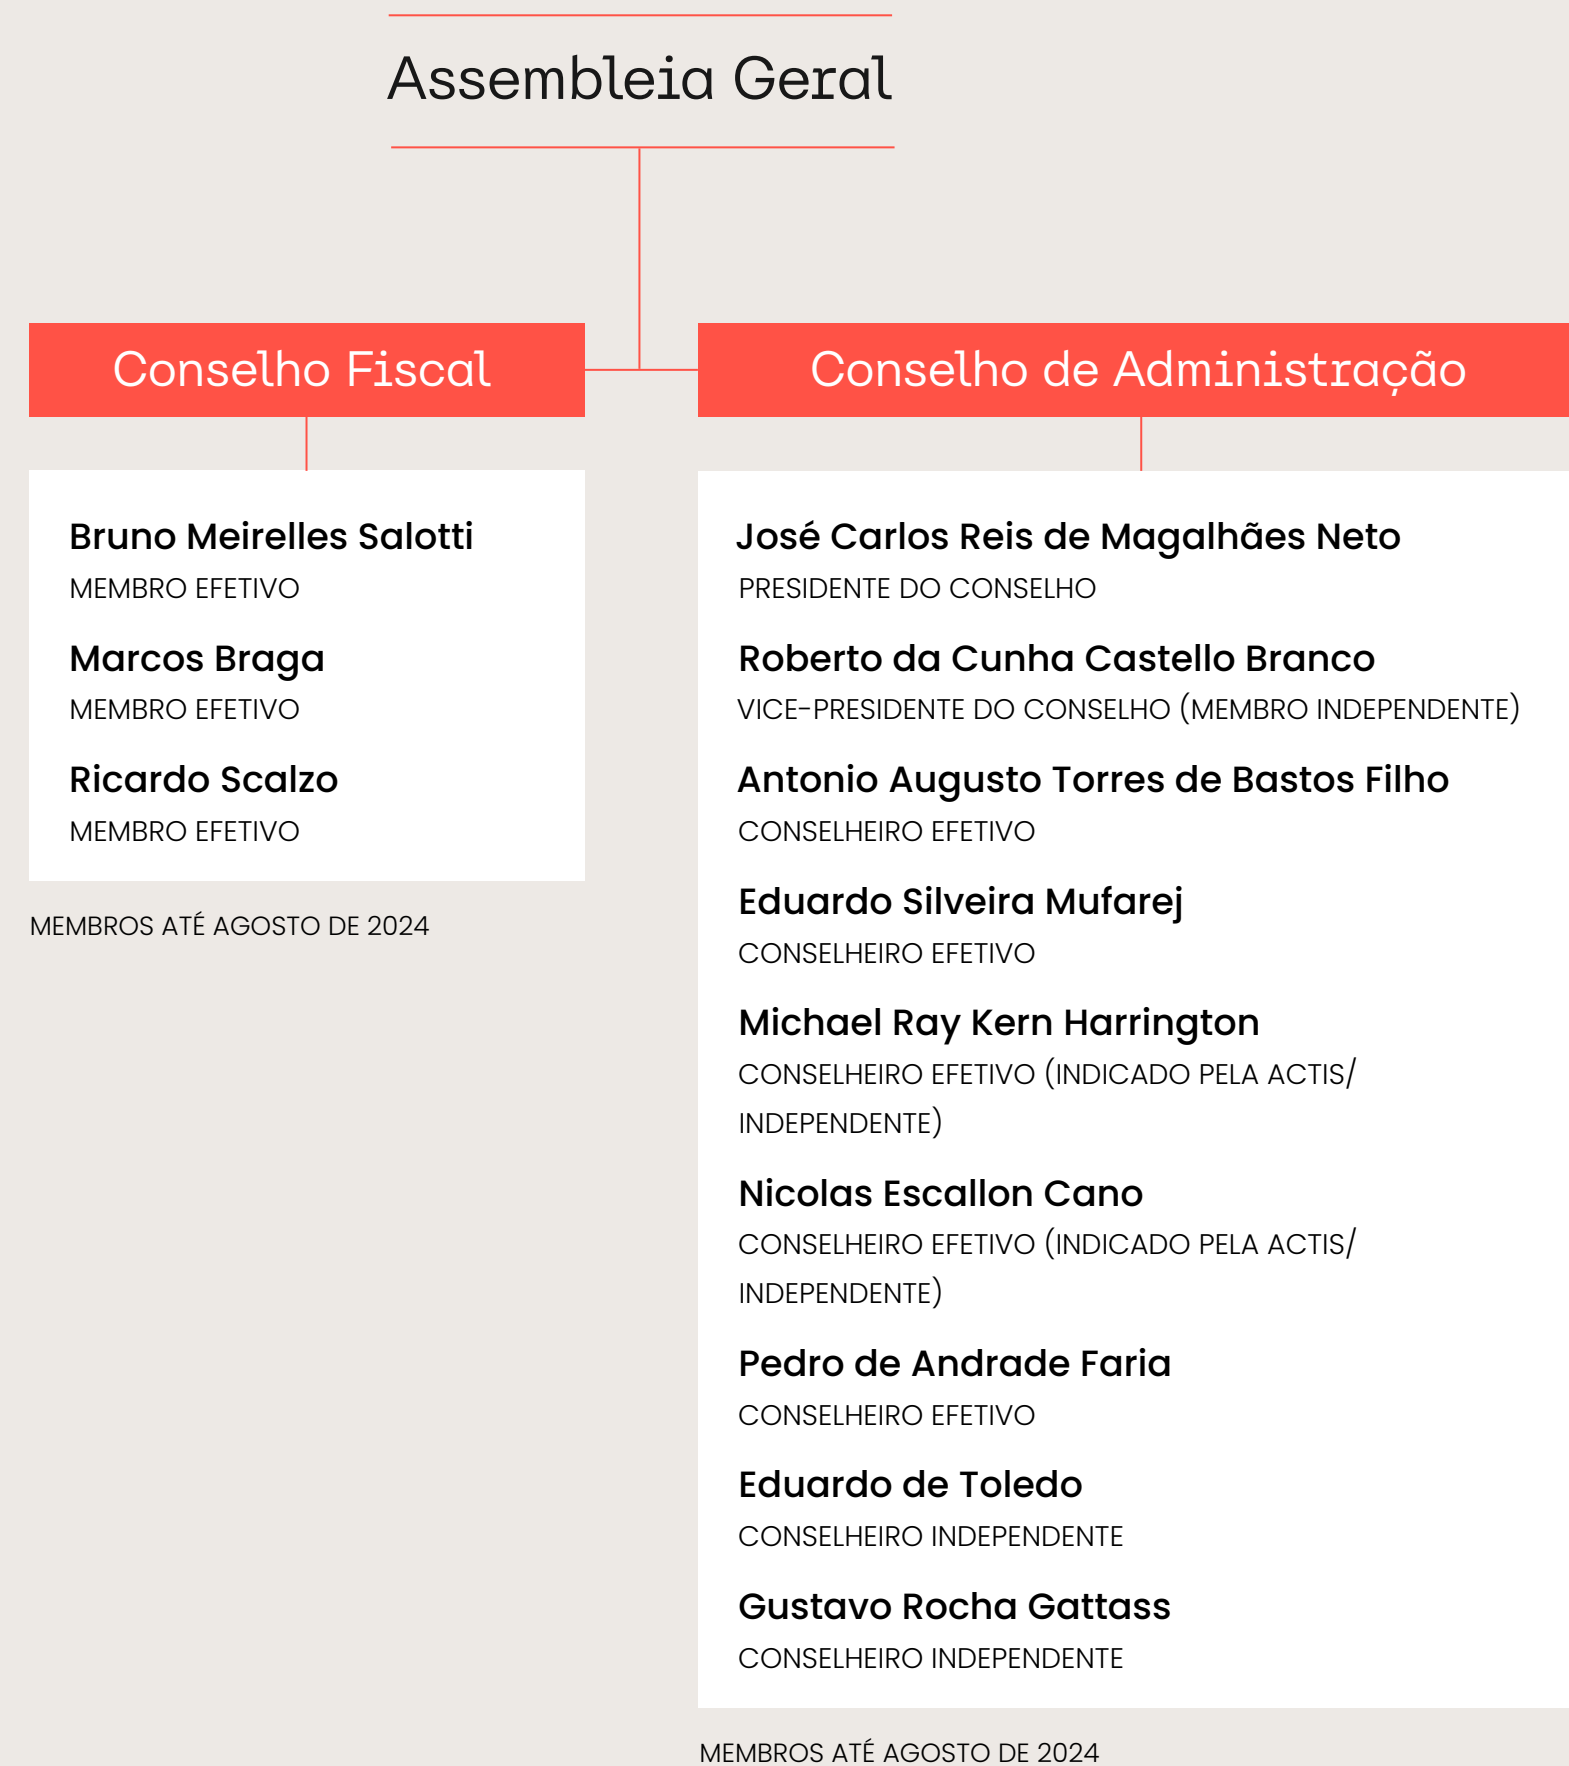 Assembleia Geral
Conselho Fiscal
Bruno Meirelles Salotti
MEMBRO EFETIVO
Marcos Braga
MEMBRO EFETIVO
Ricardo Scalzo
MEMBRO EFETIVO
MEMBROS ATÉ AGOSTO DE 2024
Conselho de Administração
José Carlos Reis de Magalhães Neto
PRESIDENTE DO CONSELHO
Roberto da Cunha Castello Branco
VICE-PRESIDENTE DO CONSELHO (MEMBRO INDEPENDENTE)
Antonio Augusto Torres de Bastos Filho
CONSELHEIRO EFETIVO
Eduardo Silveira Mufarej
CONSELHEIRO EFETIVO
Michael Ray Kern Harrington
CONSELHEIRO EFETIVO (INDICADO PELA ACTIS/
INDEPENDENTE)
Nicolas Escallon Cano
CONSELHEIRO EFETIVO (INDICADO PELA ACTIS/
INDEPENDENTE)
Pedro de Andrade Faria
CONSELHEIRO EFETIVO
Eduardo de Toledo
CONSELHEIRO INDEPENDENTE
Gustavo Rocha Gattass
CONSELHEIRO INDEPENDENTE
MEMBROS ATÉ AGOSTO DE 2024